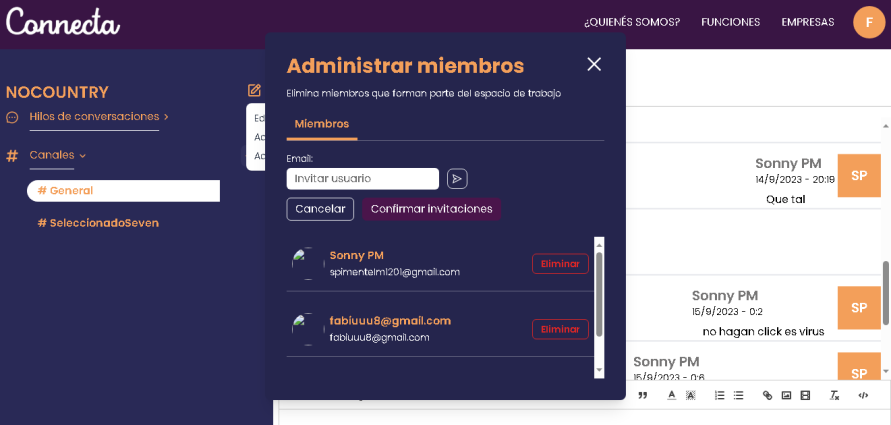 Connecta
¿QUIENÉS SOMOS?
FUNCIONES
EMPRESAS
F
NOCOUNTRY
Hilos de conversaciones >
# Canales
# General
# SeleccionadoSeven
Ed
Ac
Ac
Administrar miembros
Elimina miembros que forman parte del espacio de trabajo
Miembros
Email:
Invitar usuario
Cancelar
Confirmar invitaciones
Sonny PM
spimentelm1201@gmail.com
Eliminar
fabiuuu8@gmail.com
fabiuuu8@gmail.com
Eliminar
Sonny PM
14/9/2023 - 20:19
SP
Que tal
Sonny PM
15/9/2023 - 0:2
SP
no hagan click es virus
Sonny PM
15/9/2023 - 0:6
SP